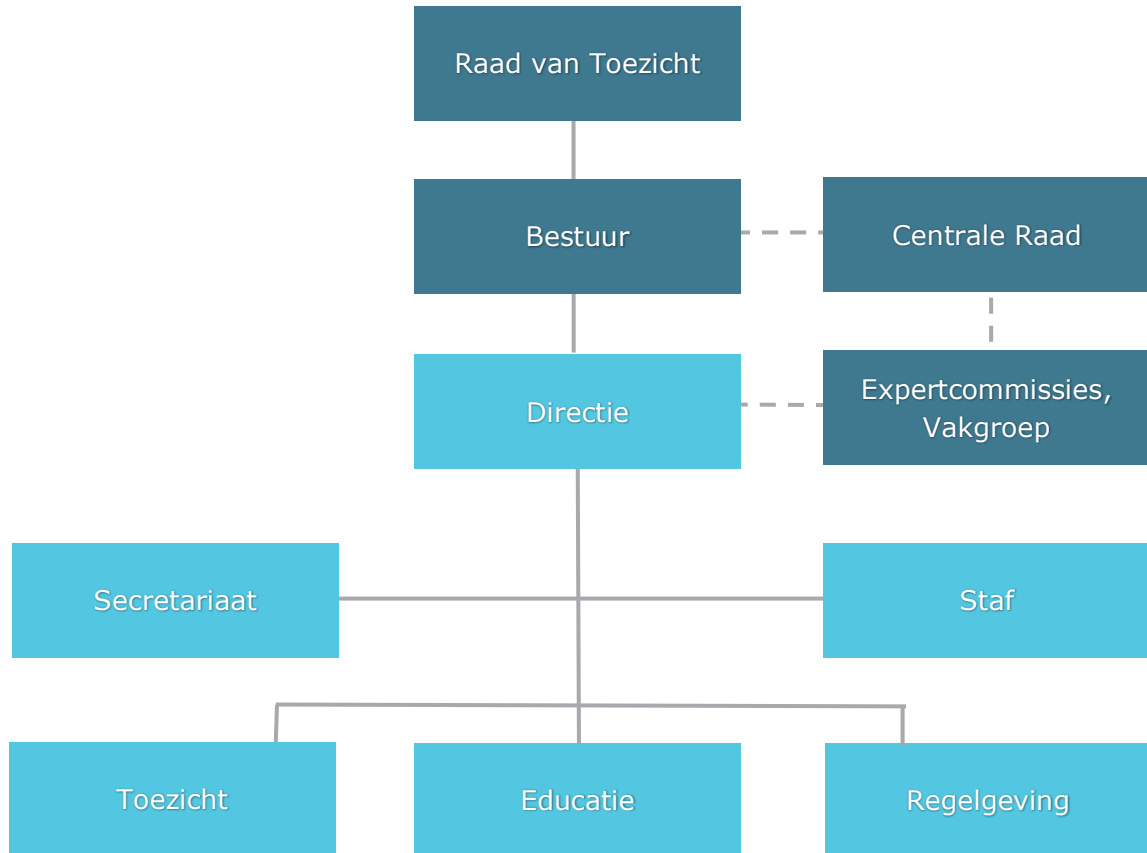 Raad van Toezicht
Bestuur
Centrale Raad
Directie
Expertcommissies,
Vakgroep
Secretariaat
Staf
Toezicht
Educatie
Regelgeving